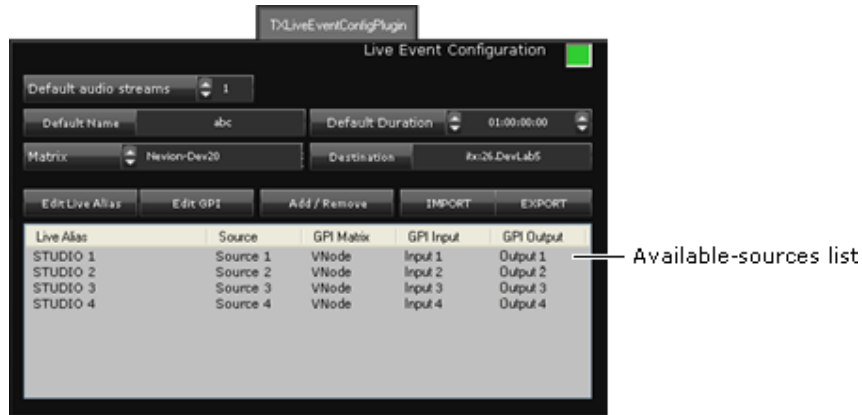 TXLiveEventConfigPlugin
Live Event Configuration
Default audio streams 1
Default Name abc Default Duration 01:00:00:00
Matrix Nevion-Dev20 Destination itx:26.DevLab5
Edit Live Alias Edit GPI Add / Remove IMPORT EXPORT
Live Alias Source GPI Matrix GPI Input GPI Output
STUDIO 1 Source 1 VNode Input 1 Output 1
STUDIO 2 Source 2 VNode Input 2 Output 2
STUDIO 3 Source 3 VNode Input 3 Output 3
STUDIO 4 Source 4 VNode Input 4 Output 4
Available-sources list